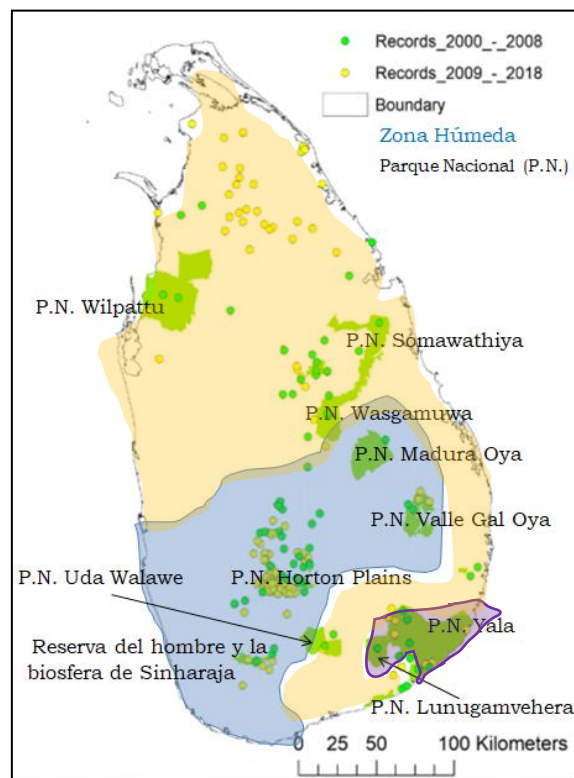 Records_2000_-_2008
Records_2009_-_2018
Boundary
Zona Húmeda
Parque Nacional (P.N.)
P.N. Wilpattu
P.N. Somawathiya
P.N. Wasgamuwa
P.N. Madura Oya
P.N. Valle Gal Oya
P.N. Uda Walawe
P.N. Horton Plains
P.N. Yala
Reserva del hombre y la
biosfera de Sinharaja
P.N. Lunugamvehera
0 25 50 100 Kilometers